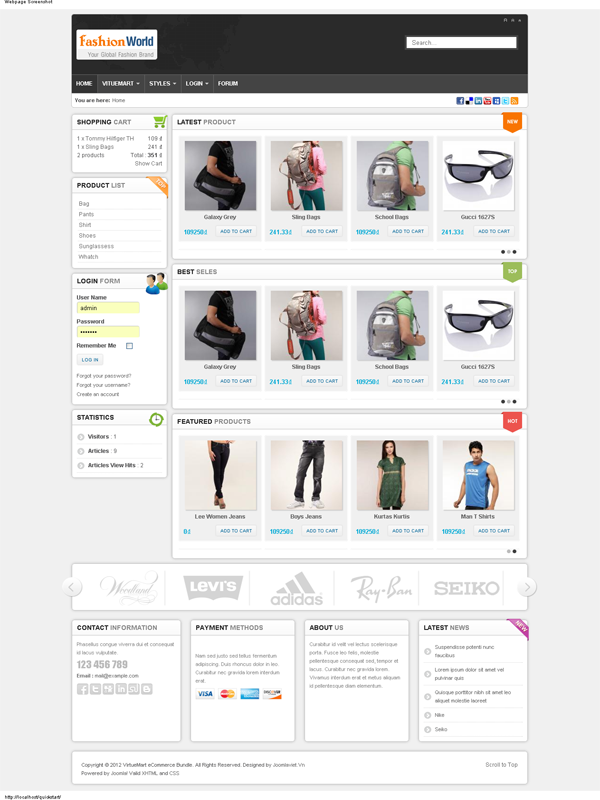 Webpage Screenshot
Fashion World
Your Global Fashion Brand
Search...
HOME VITUEMART STYLES LOGIN FORUM
You are here: Home
SHOPPING CART
1 x Tommy Hilfiger TH 109 đ
1 x Sling Bags 241 đ
2 products Total : 351 đ
Show Cart
PRODUCT LIST
TOP
Bag
Pants
Shirt
Shoes
Sunglassess
Whatch
LOGIN FORM
User Name
admin
Password
•••••••
Remember Me
LOG IN
Forgot your password?
Forgot your username?
Create an account
STATISTICS
Visitors : 1
Articles : 9
Articles View Hits : 2
LATEST PRODUCT
NEW
Galaxy Grey Sling Bags School Bags Gucci 1627S
109250 đ ADD TO CART 241.33 đ ADD TO CART 109250 đ ADD TO CART 241.33 đ ADD TO CART
BEST SELES
TOP
Galaxy Grey Sling Bags School Bags Gucci 1627S
109250 đ ADD TO CART 241.33 đ ADD TO CART 109250 đ ADD TO CART 241.33 đ ADD TO CART
FEATURED PRODUCTS
HOT
Lee Women Jeans Boys Jeans Kurtas Kurtis Man T Shirts
0 đ ADD TO CART 109250 đ ADD TO CART 109250 đ ADD TO CART 109250 đ ADD TO CART
Woodland LEVI'S adidas Ray-Ban SEIKO
CONTACT INFORMATION
Phasellus congue viverra dui et consequat
id lacus vulputate
123 456 789
Email : mail@example.com
PAYMENT METHODS
Nam sed justo sed tellus fermentum
adipiscing. Duis rhoncus dolor in leo.
Curabitur nec gravida lorem interdum
erat.
VISA DISCOVER
ABOUT US
Curabitur id velit vel lectus scelerisque
porta. Fusce leo felis, molestie
pellentesque consequat sed, tempor et
lacus. Curabitur nec gravida lorem.
Vivamus interdum erat et metus aliquam
id pellentesque diam elementum.
LATEST NEWS
NEW
Suspendisse potenti nunc
faucibus
Lorem ipsum dolor sit amet vel
pulvinar quis
Quisque porttitor nibh sit amet leo
aliquet molestie laoreet
Nike
Seiko
Copyright © 2012 VirtueMart eCommerce Bundle. All Rights Reserved. Designed by Joomlaviet.Vn.
Powered by Joomla! Valid XHTML and CSS
Scroll to Top
http://localhost/quickstart/